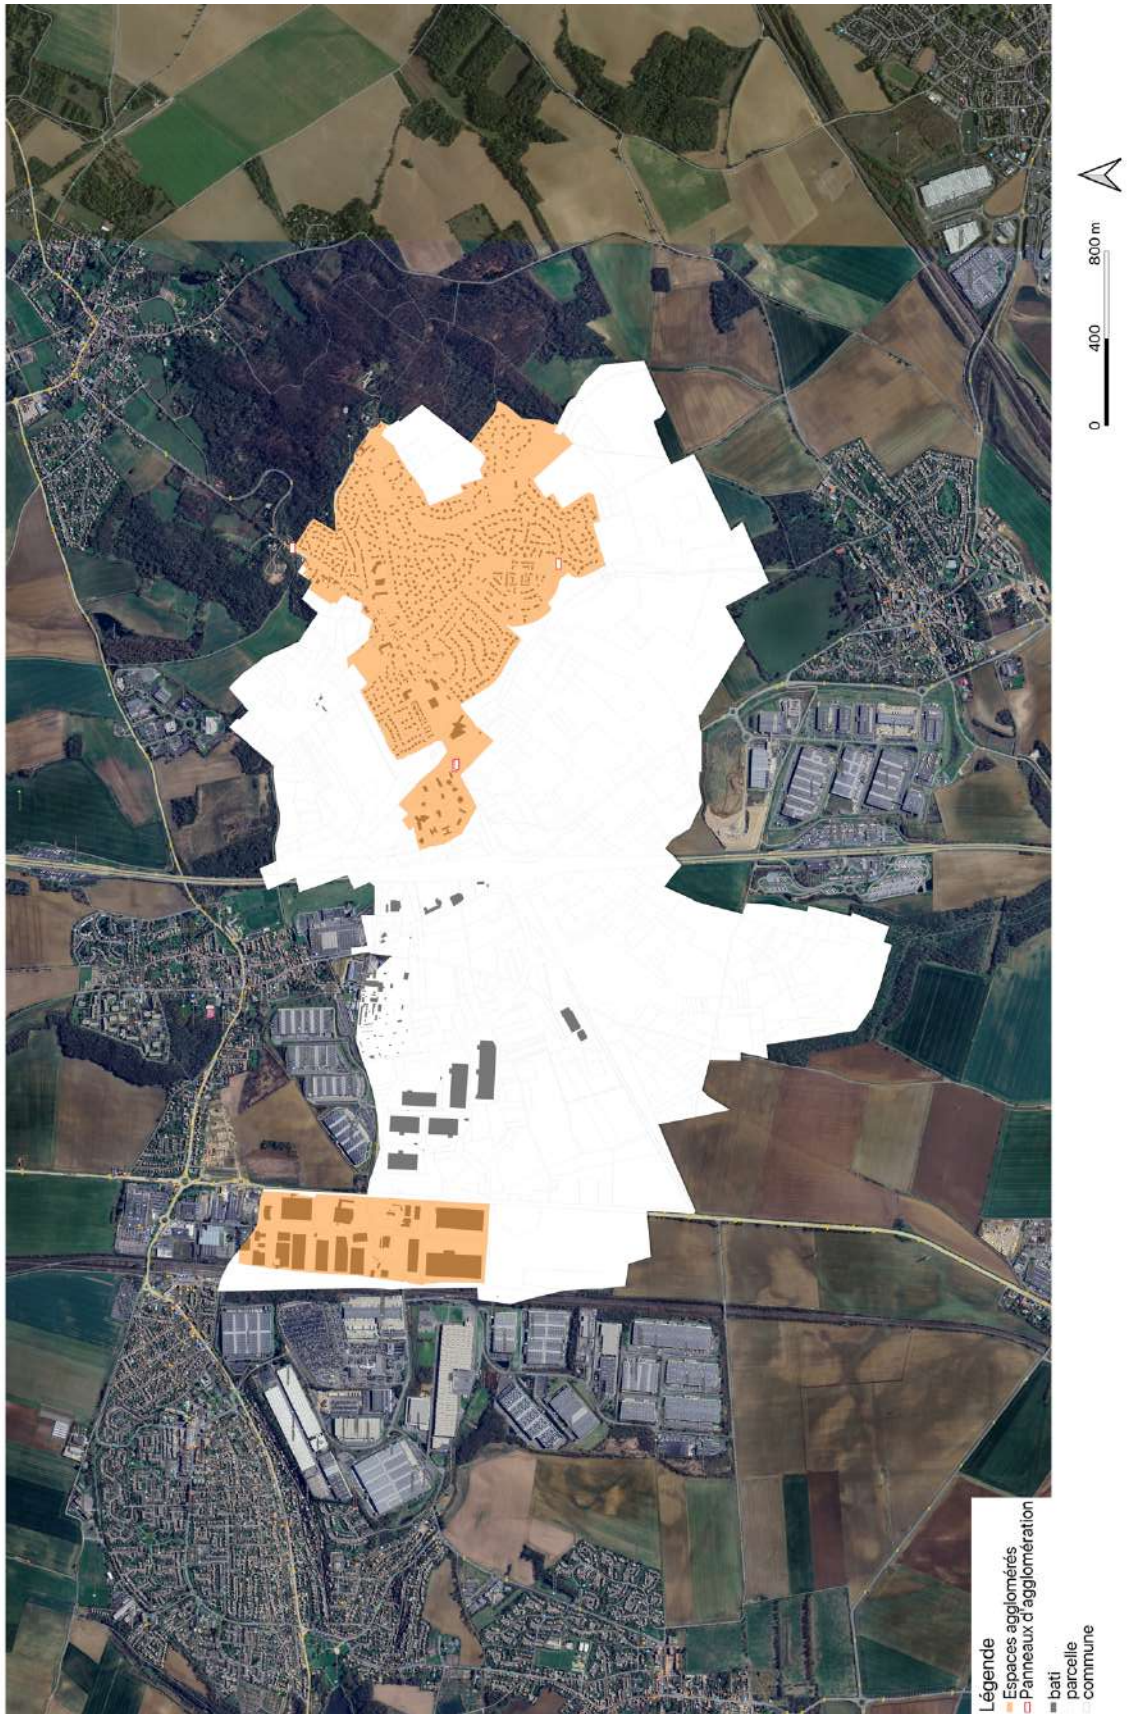 Légende
Espaces agglomérés
Panneaux d'agglomération
bati
parcelle
commune
0 400 800 m